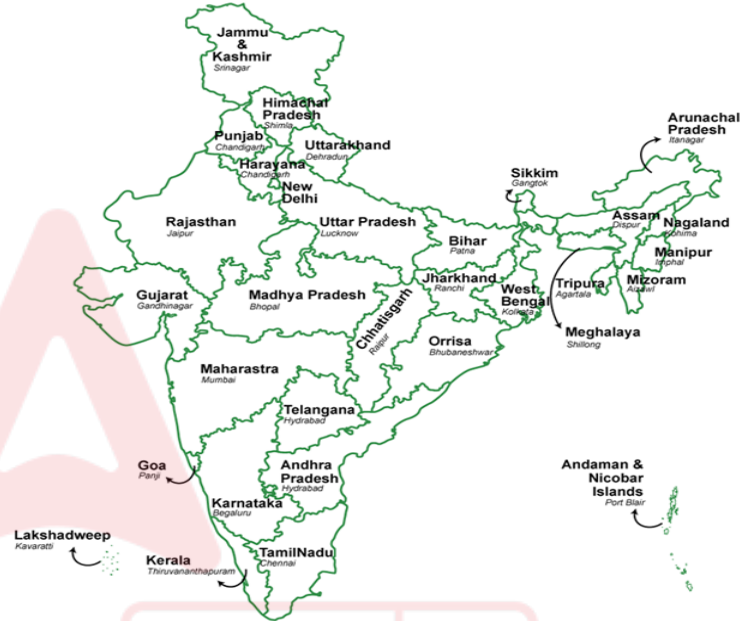 Jammu
&
Kashmir
Srinagar
Himachal
Pradesh
Shimla
Punjab
Chandigarh
Uttarakhand
Dehradun
Harayana
Chandigarh
New
Delhi
Arunachal
Pradesh
Itanagar
Sikkim
Gangtok
Rajasthan
Jaipur
Uttar Pradesh
Lucknow
Bihar
Patna
Assam
Dispur
Nagaland
Kohima
Manipur
Imphal
Mizoram
Aizawl
Tripura
Agartala
Meghalaya
Shillong
Gujarat
Gandhinagar
Madhya Pradesh
Bhopal
Jharkhand
Ranchi
West
Bengal
Kolkata
Chhatisgarh
Raipur
Orrisa
Bhubaneshwar
Maharastra
Mumbai
Telangana
Hydrabad
Goa
Panji
Andhra
Pradesh
Hydrabad
Karnataka
Begaluru
Andaman &
Nicobar
Islands
Port Blair
Lakshadweep
Kavaratti
Kerala
Thiruvananthapuram
TamilNadu
Chennai